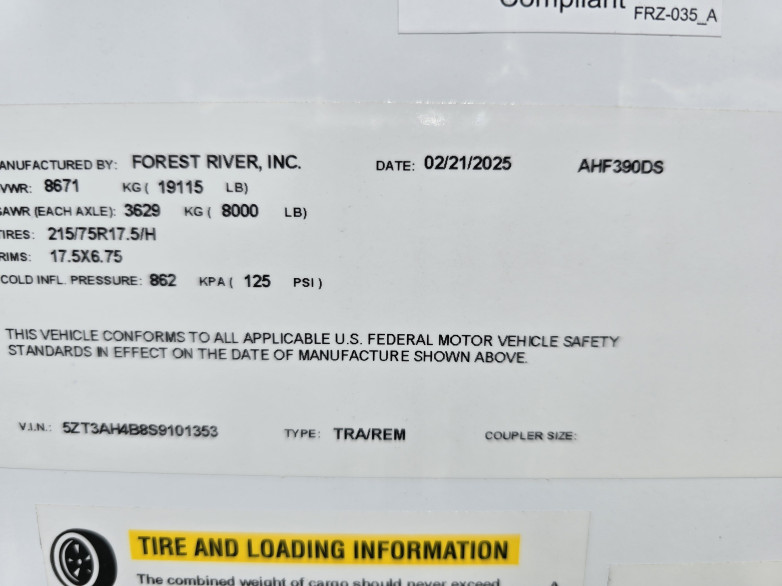 Compliant FRZ-035_A
ANUFACTURED BY: FOREST RIVER, INC. DATE: 02/21/2025 AHF390DS
VWR: 8671 KG ( 19115 LB)
GAWR (EACH AXLE): 3629 KG ( 8000 LB)
TIRES: 215/75R17.5/H
RIMS: 17.5X6.75
COLD INFL. PRESSURE: 862 KPA ( 125 PSI )
THIS VEHICLE CONFORMS TO ALL APPLICABLE U.S. FEDERAL MOTOR VEHICLE SAFETY
STANDARDS IN EFFECT ON THE DATE OF MANUFACTURE SHOWN ABOVE.
V.I.N.: 5ZT3AH4B8S9101353 TYPE: TRA/REM COUPLER SIZE:
TIRE AND LOADING INFORMATION
The combined weight of cargo should never exceed